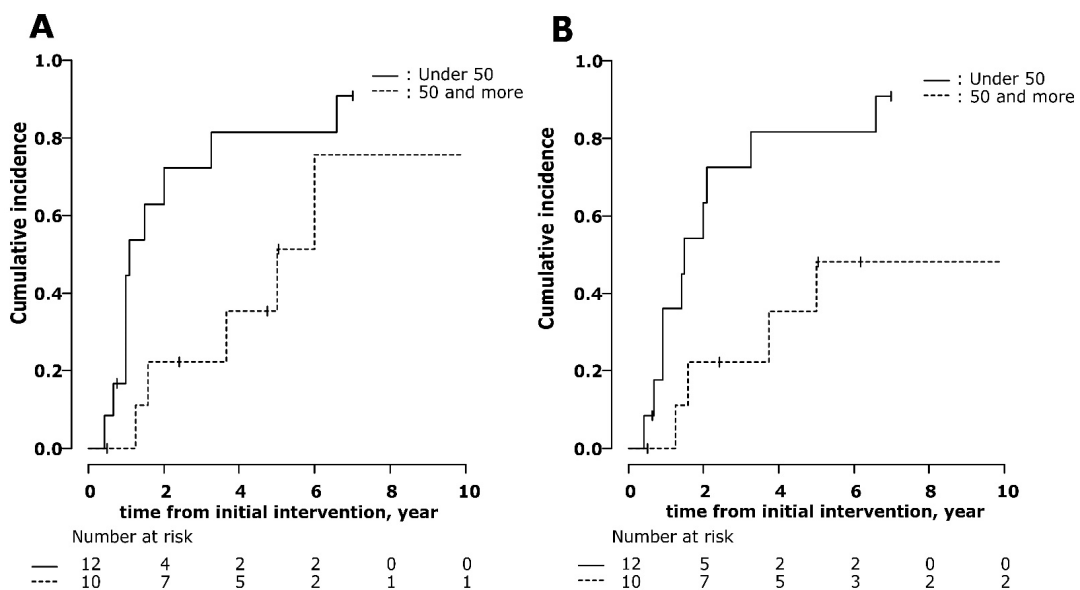 A
Cumulative incidence
1.0
0.8
0.6
0.4
0.2
0.0
: Under 50
: 50 and more
0 2 4 6 8 10
time from initial intervention, year
Number at risk
12 4 2 2 0 0
10 7 5 2 1 1
B
Cumulative incidence
1.0
0.8
0.6
0.4
0.2
0.0
: Under 50
: 50 and more
0 2 4 6 8 10
time from initial intervention, year
Number at risk
12 5 2 2 0 0
10 7 5 3 2 2